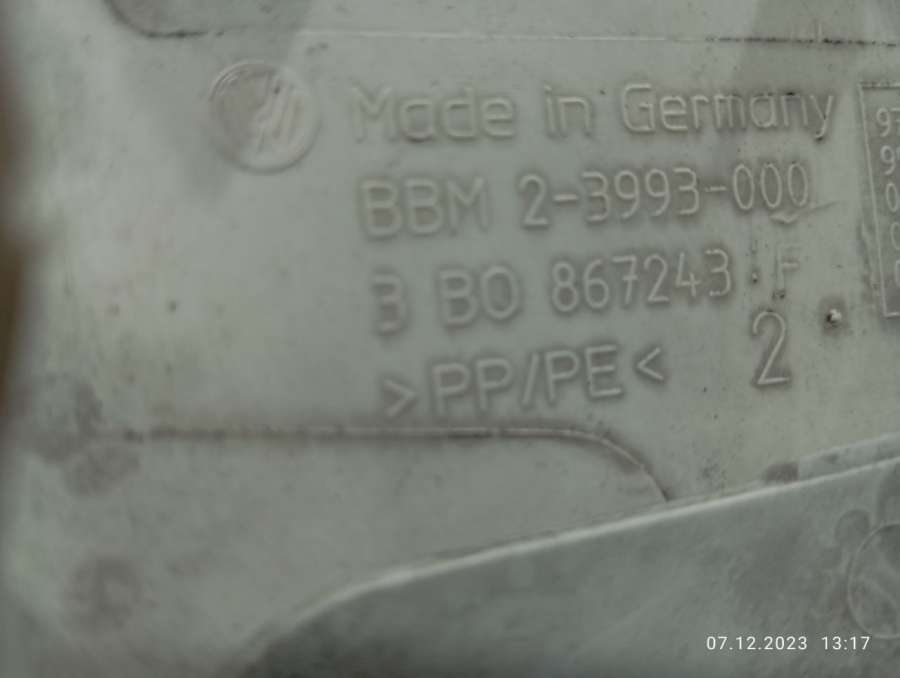 Made in Germany
BBM 2-3993-000
3 B0 867243 F
>PP/PE< 2
07.12.2023 13:17